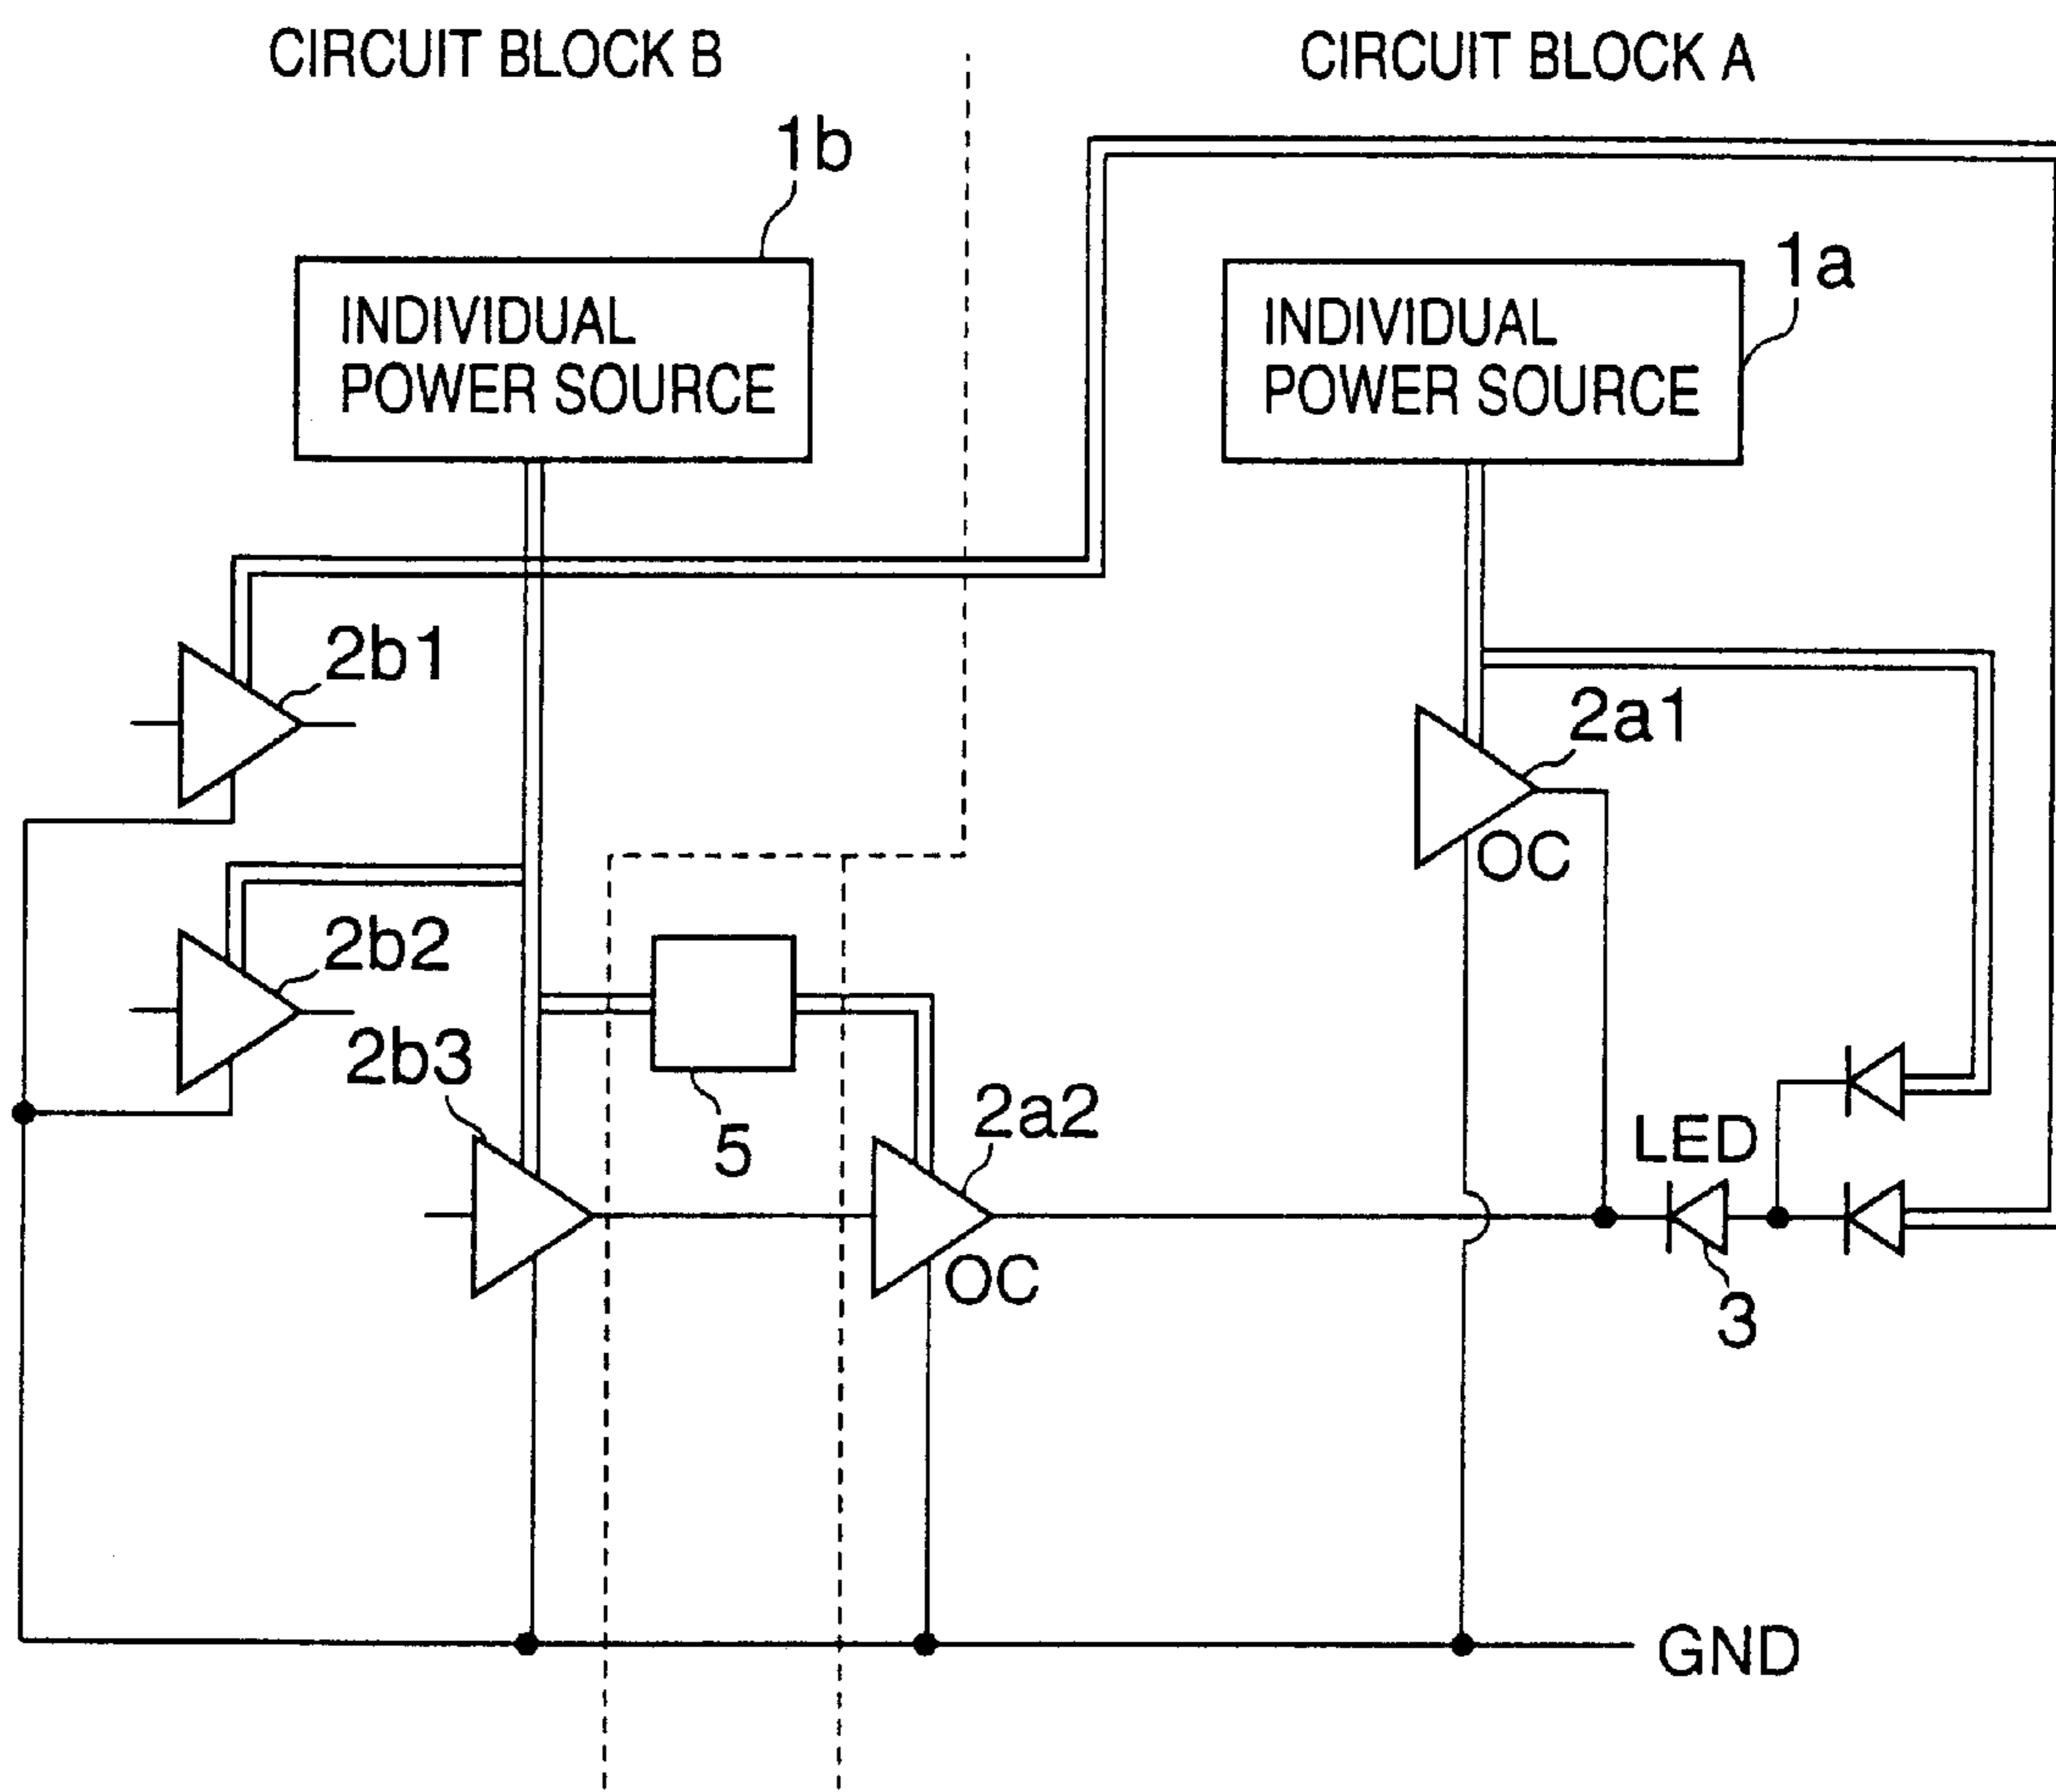 CIRCUIT BLOCK B
CIRCUIT BLOCK A
1b
1a
INDIVIDUAL
POWER SOURCE
INDIVIDUAL
POWER SOURCE
2b1
2a1
OC
2b2
2b3
5
2a2
OC
LED
3
GND